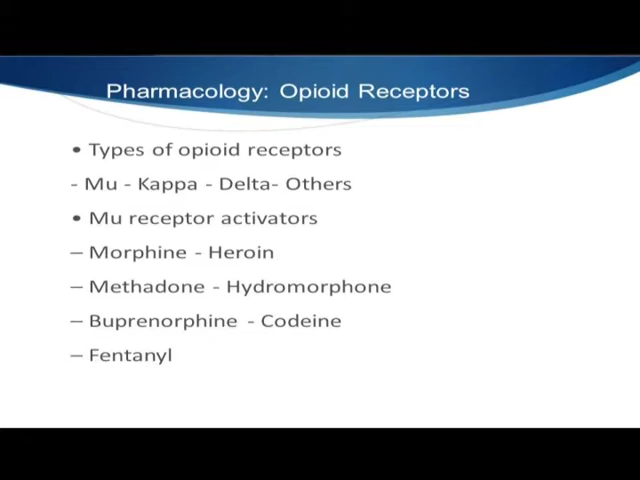 Pharmacology: Opioid Receptors
• Types of opioid receptors
- Mu - Kappa - Delta- Others
• Mu receptor activators
– Morphine - Heroin
– Methadone - Hydromorphone
– Buprenorphine - Codeine
– Fentanyl